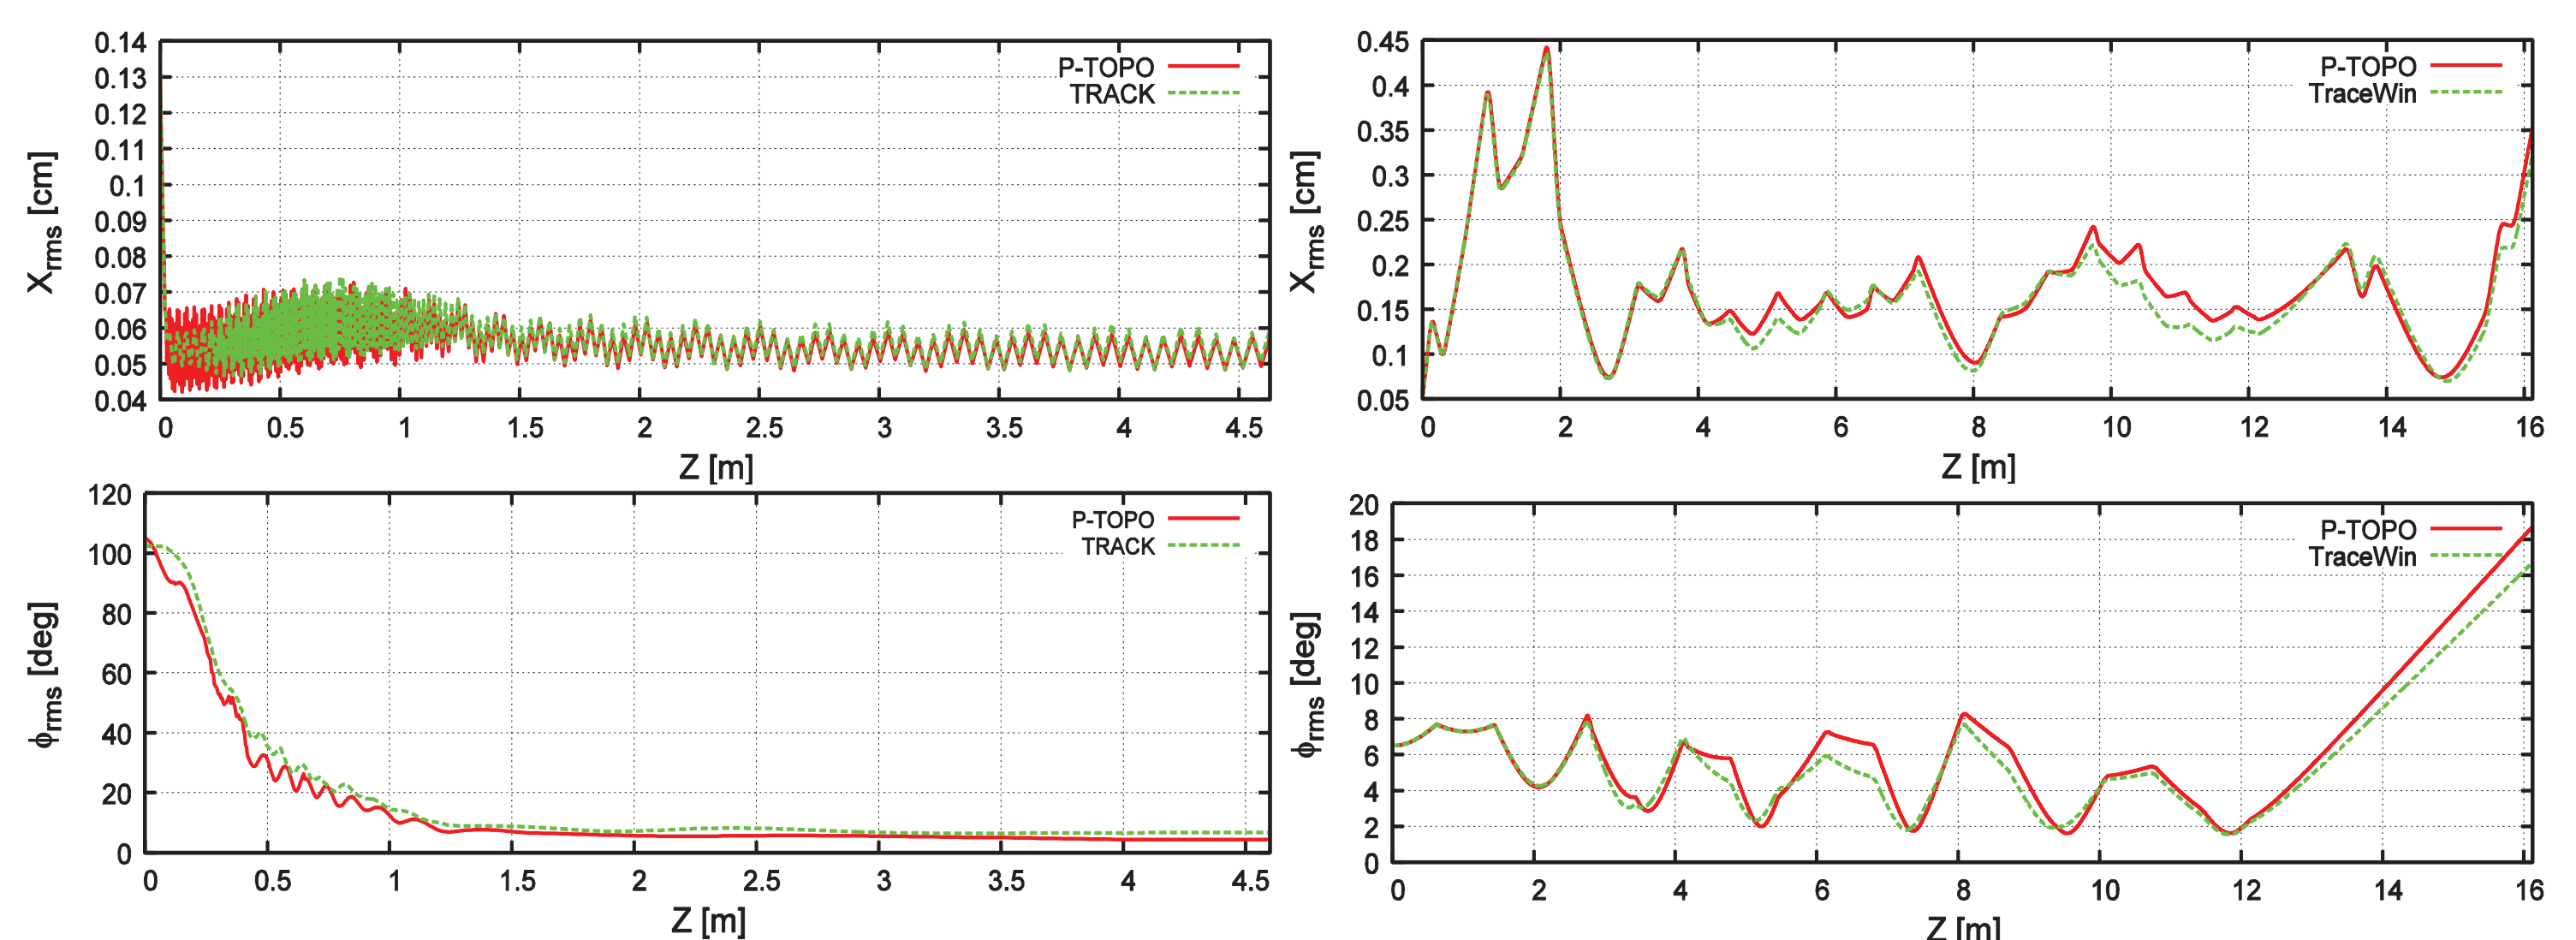 0.14
0.13
0.12
0.11
0.1
0.09
0.08
0.07
0.06
0.05
0.04
X_rms [cm]
P-TOPO
TRACK
0 0.5 1 1.5 2 2.5 3 3.5 4 4.5
Z [m]
0.45
0.4
0.35
0.3
0.25
0.2
0.15
0.1
0.05
X_rms [cm]
P-TOPO
TraceWin
0 2 4 6 8 10 12 14 16
Z [m]
120
100
80
60
40
20
0
ϕ_rms [deg]
P-TOPO
TRACK
0 0.5 1 1.5 2 2.5 3 3.5 4 4.5
Z [m]
20
18
16
14
12
10
8
6
4
2
0
ϕ_rms [deg]
P-TOPO
TraceWin
0 2 4 6 8 10 12 14 16
Z [m]